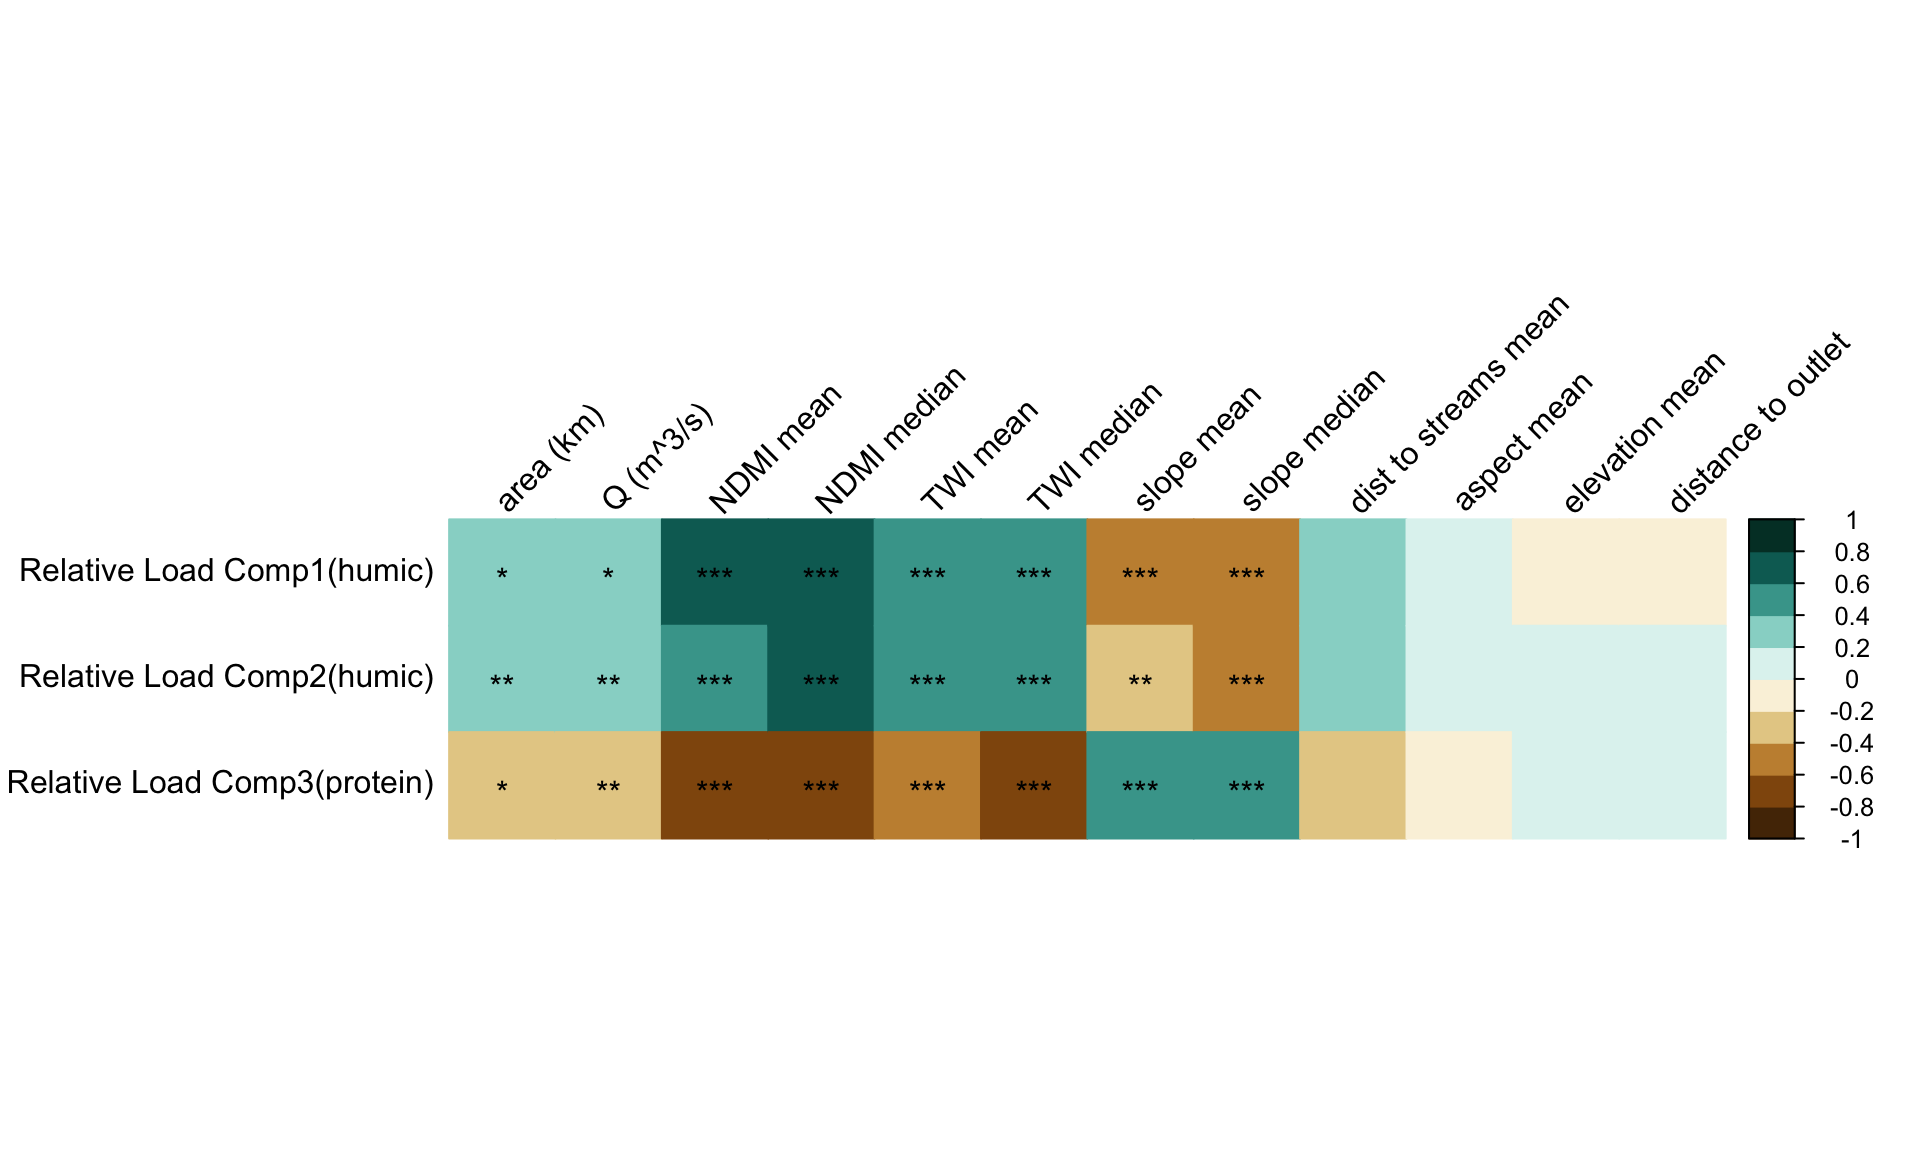 area (km)
Q (m^3/s)
NDMI mean
NDMI median
TWI mean
TWI median
slope mean
slope median
dist to streams mean
aspect mean
elevation mean
distance to outlet
Relative Load Comp1(humic) * * *** *** *** *** *** ***
Relative Load Comp2(humic) ** ** *** *** *** *** ** ***
Relative Load Comp3(protein) * ** *** *** *** *** *** ***
1
0.8
0.6
0.4
0.2
0
-0.2
-0.4
-0.6
-0.8
-1